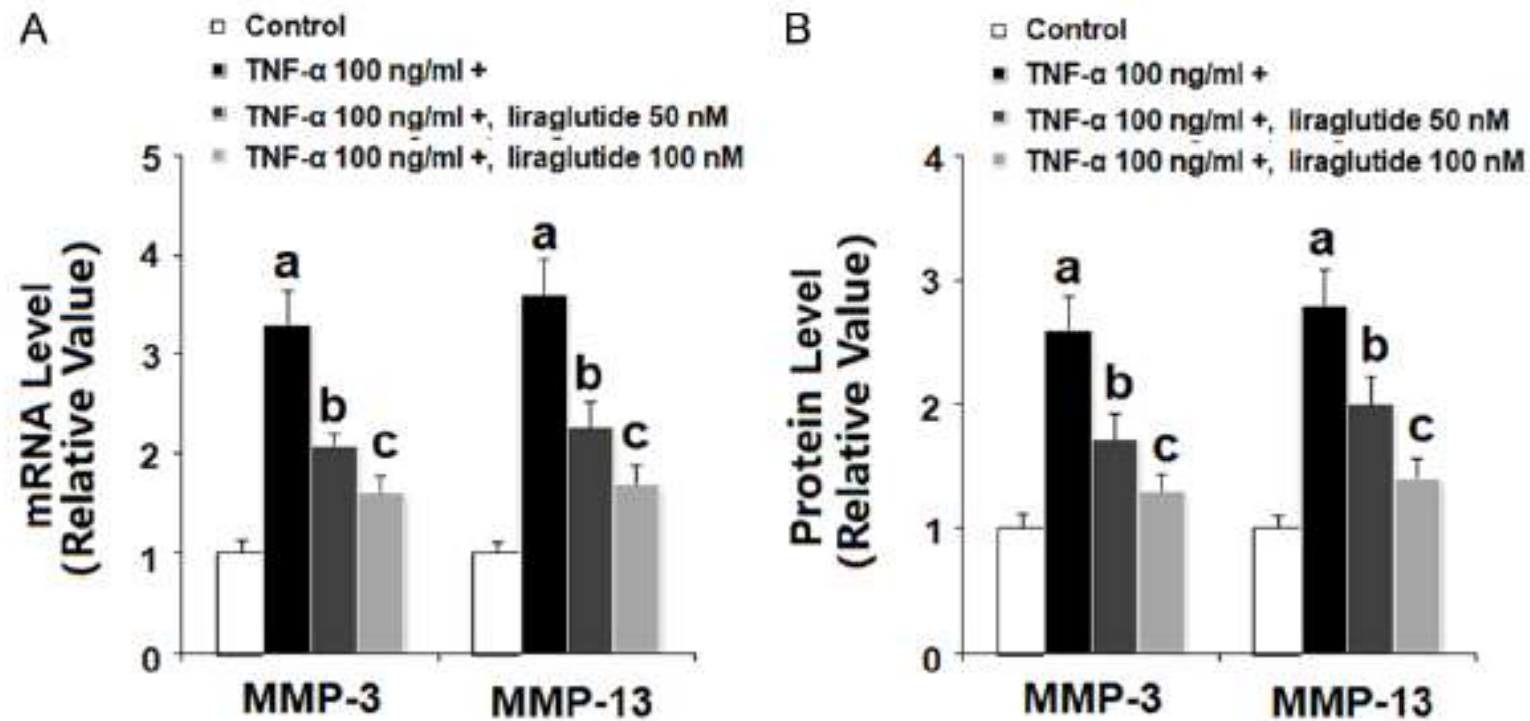 A
Control
TNF-α 100 ng/ml +
TNF-α 100 ng/ml +, liraglutide 50 nM
TNF-α 100 ng/ml +, liraglutide 100 nM
mRNA Level
(Relative Value)
5
4
3
2
1
0
a
b
c
a
b
c
MMP-3
MMP-13
B
Control
TNF-α 100 ng/ml +
TNF-α 100 ng/ml +, liraglutide 50 nM
TNF-α 100 ng/ml +, liraglutide 100 nM
Protein Level
(Relative Value)
4
3
2
1
0
a
b
c
a
b
c
MMP-3
MMP-13